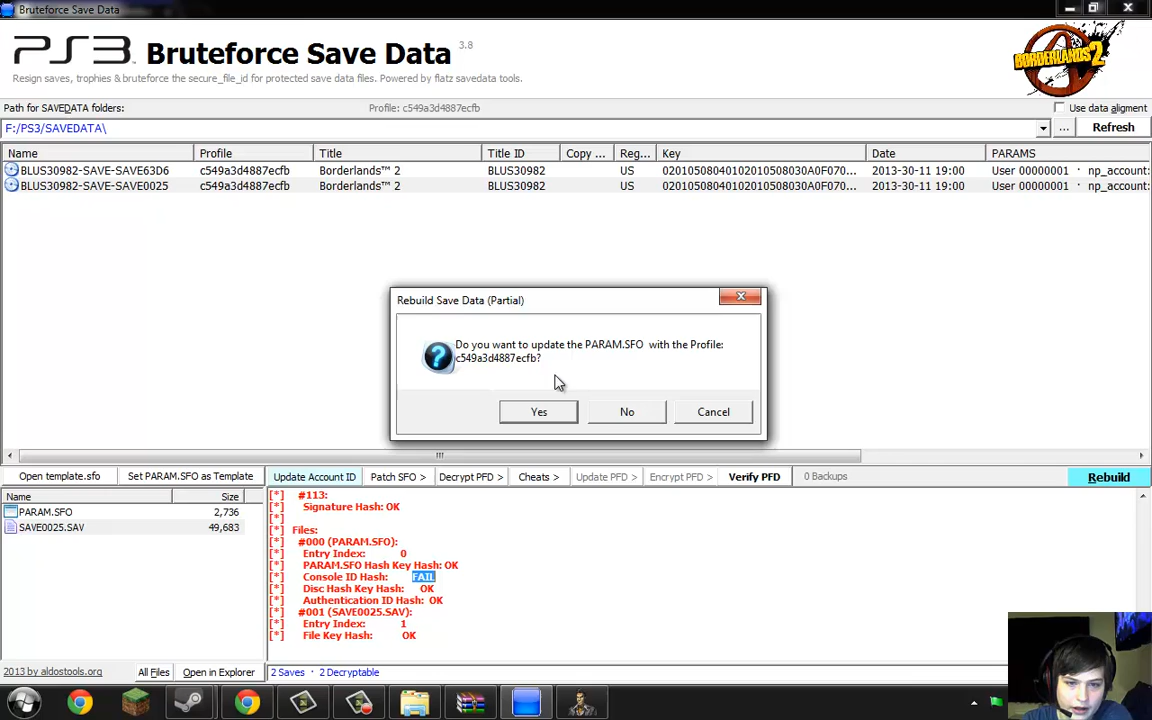 Bruteforce Save Data
PS3 Bruteforce Save Data 3.8
BORDERLANDS 2
Resign saves, trophies & bruteforce the secure_file_id for protected save data files. Powered by flatz savedata tools.
Path for SAVEDATA folders: Profile: c549a3d4887ecfb Use data aligment
F:/PS3/SAVEDATA\ ... Refresh
Name Profile Title Title ID Copy ... Reg... Key Date PARAMS
BLUS30982-SAVE-SAVE63D6 c549a3d4887ecfb Borderlands™ 2 BLUS30982 US 02010508040102010508030A0F070... 2013-30-11 19:00 User 00000001 · np_account:
BLUS30982-SAVE-SAVE0025 c549a3d4887ecfb Borderlands™ 2 BLUS30982 US 02010508040102010508030A0F070... 2013-30-11 19:00 User 00000001 · np_account:
Rebuild Save Data (Partial)
Do you want to update the PARAM.SFO with the Profile:
c549a3d4887ecfb?
Yes No Cancel
Open template.sfo Set PARAM.SFO as Template Update Account ID Patch SFO > Decrypt PFD > Cheats > Update PFD > Encrypt PFD > Verify PFD 0 Backups Rebuild
Name Size
PARAM.SFO 2,736
SAVE0025.SAV 49,683
[*] #113:
[*] Signature Hash: OK
[*]
[*] Files:
[*] #000 (PARAM.SFO):
[*] Entry Index: 0
[*] PARAM.SFO Hash Key Hash: OK
[*] Console ID Hash: FAIL
[*] Disc Hash Key Hash: OK
[*] Authentication ID Hash: OK
[*] #001 (SAVE0025.SAV):
[*] Entry Index: 1
[*] File Key Hash: OK
2013 by aldostools.org All Files Open in Explorer 2 Saves · 2 Decryptable